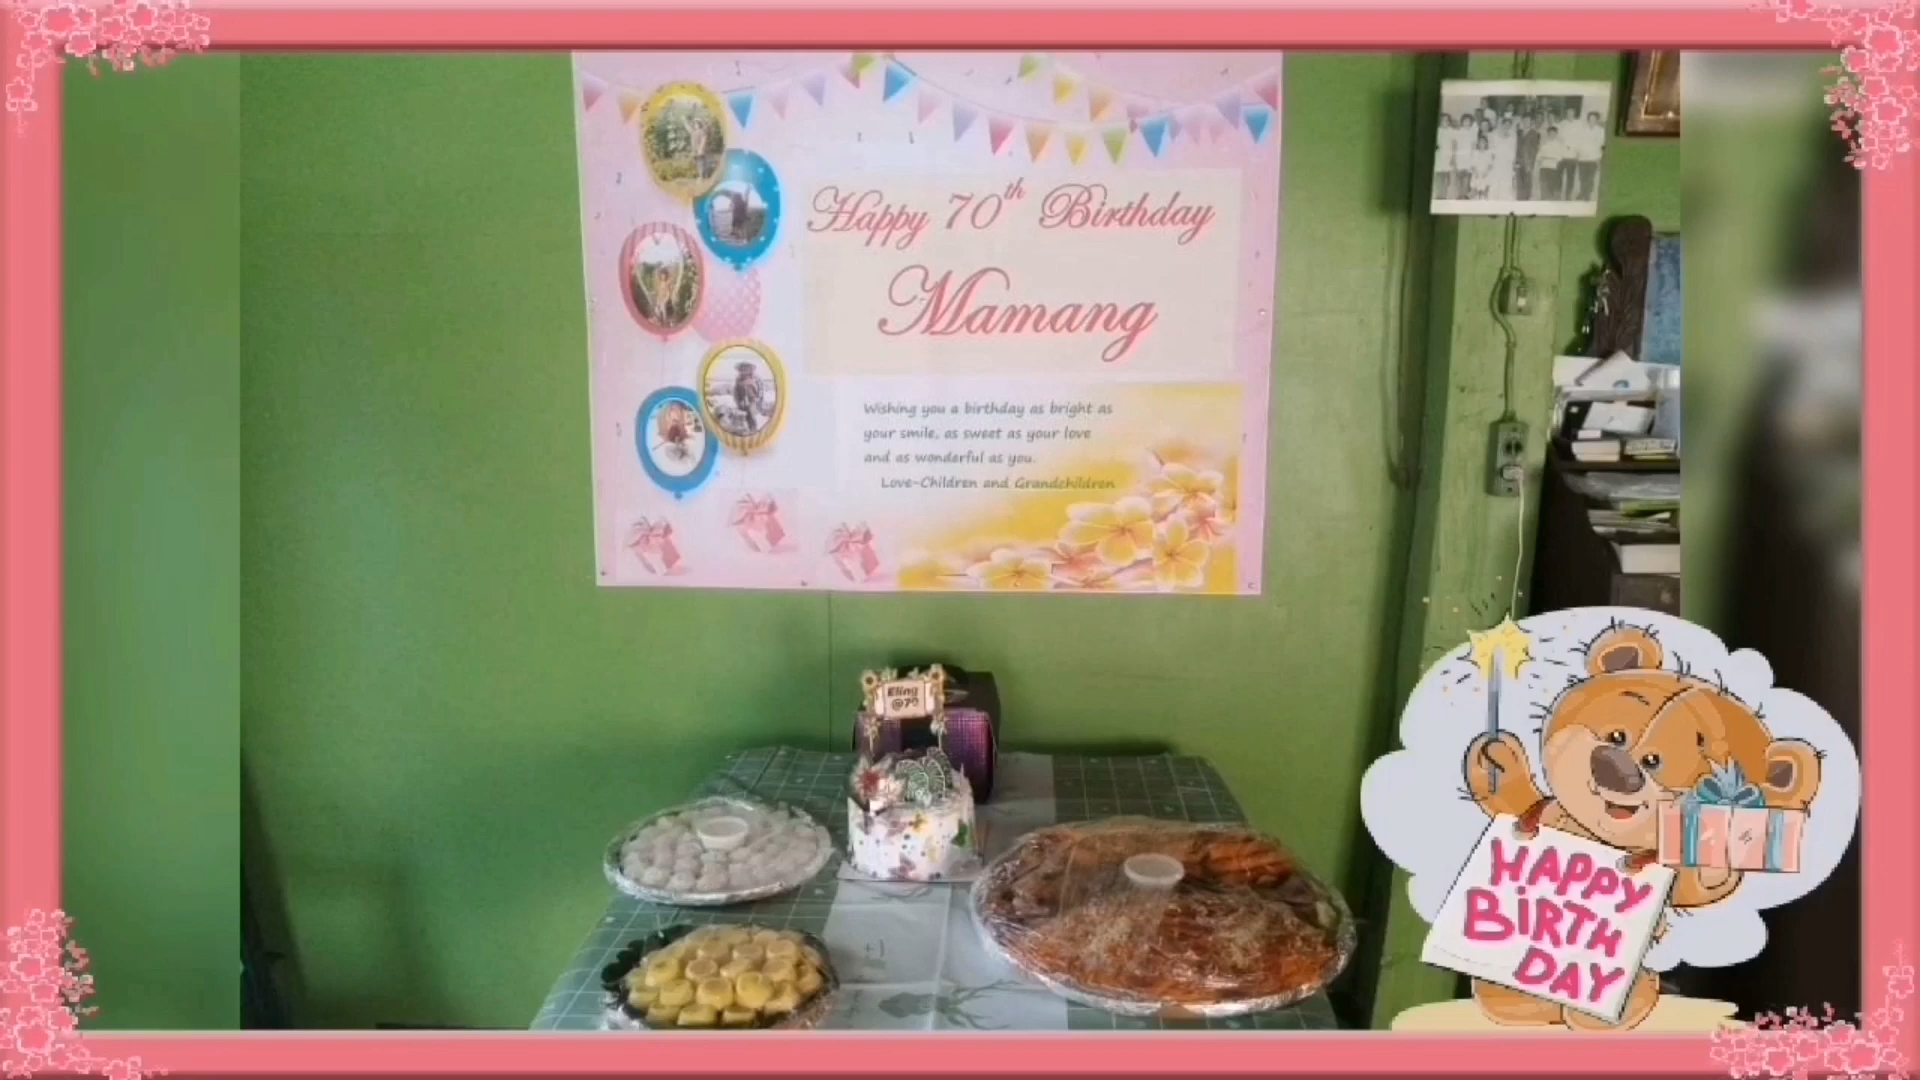 Happy 70th Birthday
Mamang
Wishing you a birthday as bright as
your smile, as sweet as your love
and as wonderful as you.
Love-Children and Grandchildren
Eling
@70
HAPPY
BIRTH
DAY